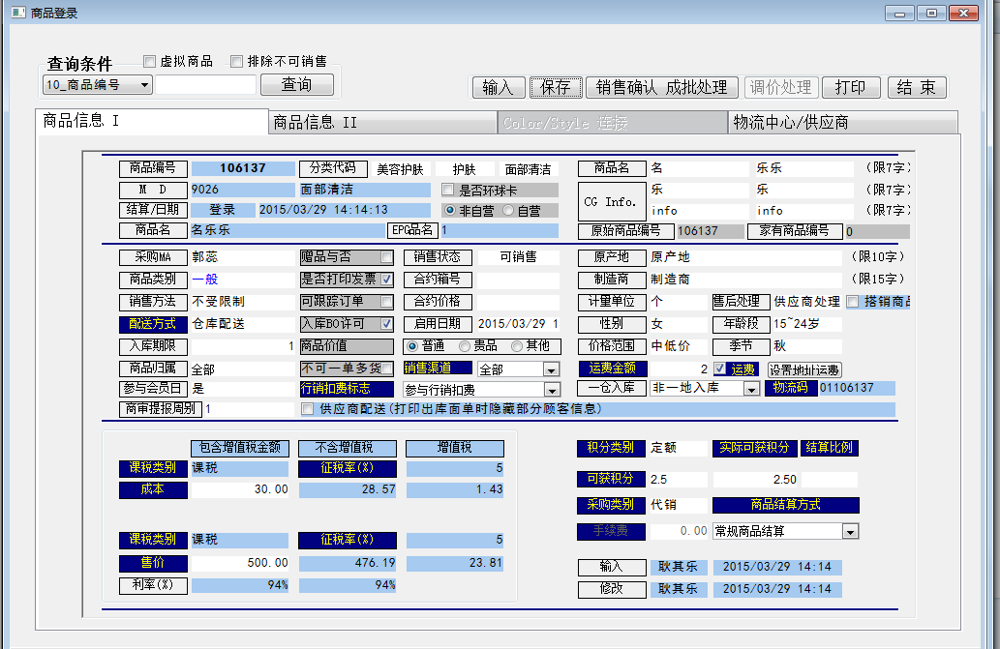 商品登录
查询条件 虚拟商品 排除不可销售
10_商品编号 查询 输入 保存 销售确认 成批处理 调价处理 打印 结 束
商品信息 I 商品信息 II Color/Style 连接 物流中心/供应商
商品编号 106137 分类代码 美容护肤 护肤 面部清洁 商品名 名 乐乐 (限7字)
M D 9026 面部清洁 是否环球卡 CG Info. 乐 乐 (限7字)
结算/日期 登录 2015/03/29 14:14:13 非自营 自营 info info (限7字)
商品名 名乐乐 EPG品名 1 原始商品编号 106137 家有商品编号 0
采购MA 郭蕊 赠品与否 销售状态 可销售 原产地 原产地 (限10字)
商品类别 一般 是否打印发票 合约箱号 制造商 制造商 (限15字)
销售方法 不受限制 可跟踪订单 合约价格 计量单位 个 售后处理 供应商处理 搭销商品
配送方式 仓库配送 入库BO许可 启用日期 2015/03/29 1 性别 女 年龄段 15~24岁
入库期限 1 商品价值 普通 贵品 其他 价格范围 中低价 季节 秋
商品归属 全部 不可一单多货 销售渠道 全部 运费金额 2 运费 设置地址运费
参与会员日 是 行销扣费标志 参与行销扣费 一仓入库 非一地入库 物流码 01106137
商审提报周别 1 供应商配送(打印出库面单时隐藏部分顾客信息)
包含增值税金额 不含增值税 增值税 积分类别 定额 实际可获积分 结算比例
课税类别 课税 征税率(%) 5
成本 30.00 28.57 1.43 可获积分 2.5 2.50
采购类别 代销 商品结算方式
课税类别 课税 征税率(%) 5 手续费 0.00 常规商品结算
售价 500.00 476.19 23.81 输入 耿其乐 2015/03/29 14:14
利率(%) 94% 94% 修改 耿其乐 2015/03/29 14:14